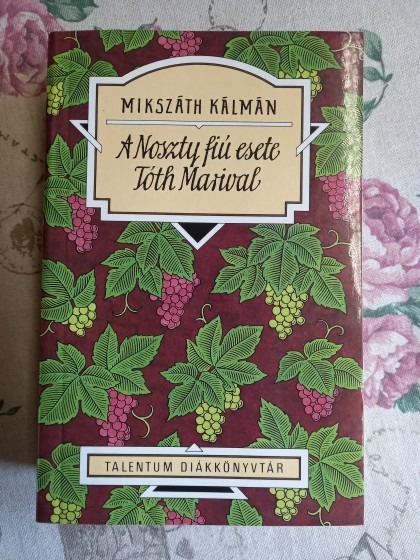 MIKSZÁTH KÁLMÁN
A Noszty fiú esete
Tóth Marival
TALENTUM DIÁKKÖNYVTÁR